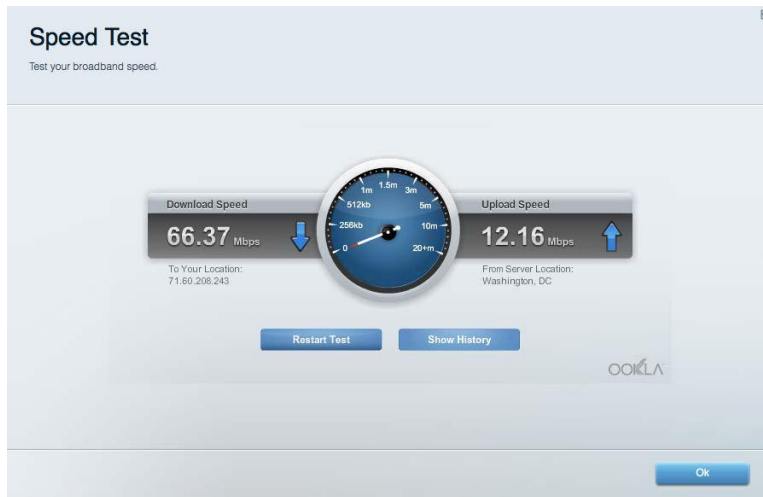 Speed Test
Test your broadband speed.
Download Speed
66.37 Mbps
To Your Location:
71.60.208.243
0
256kb
512kb
1m
1.5m
3m
5m
10m
20+m
Upload Speed
12.16 Mbps
From Server Location:
Washington, DC
Restart Test
Show History
OOKLA
Ok